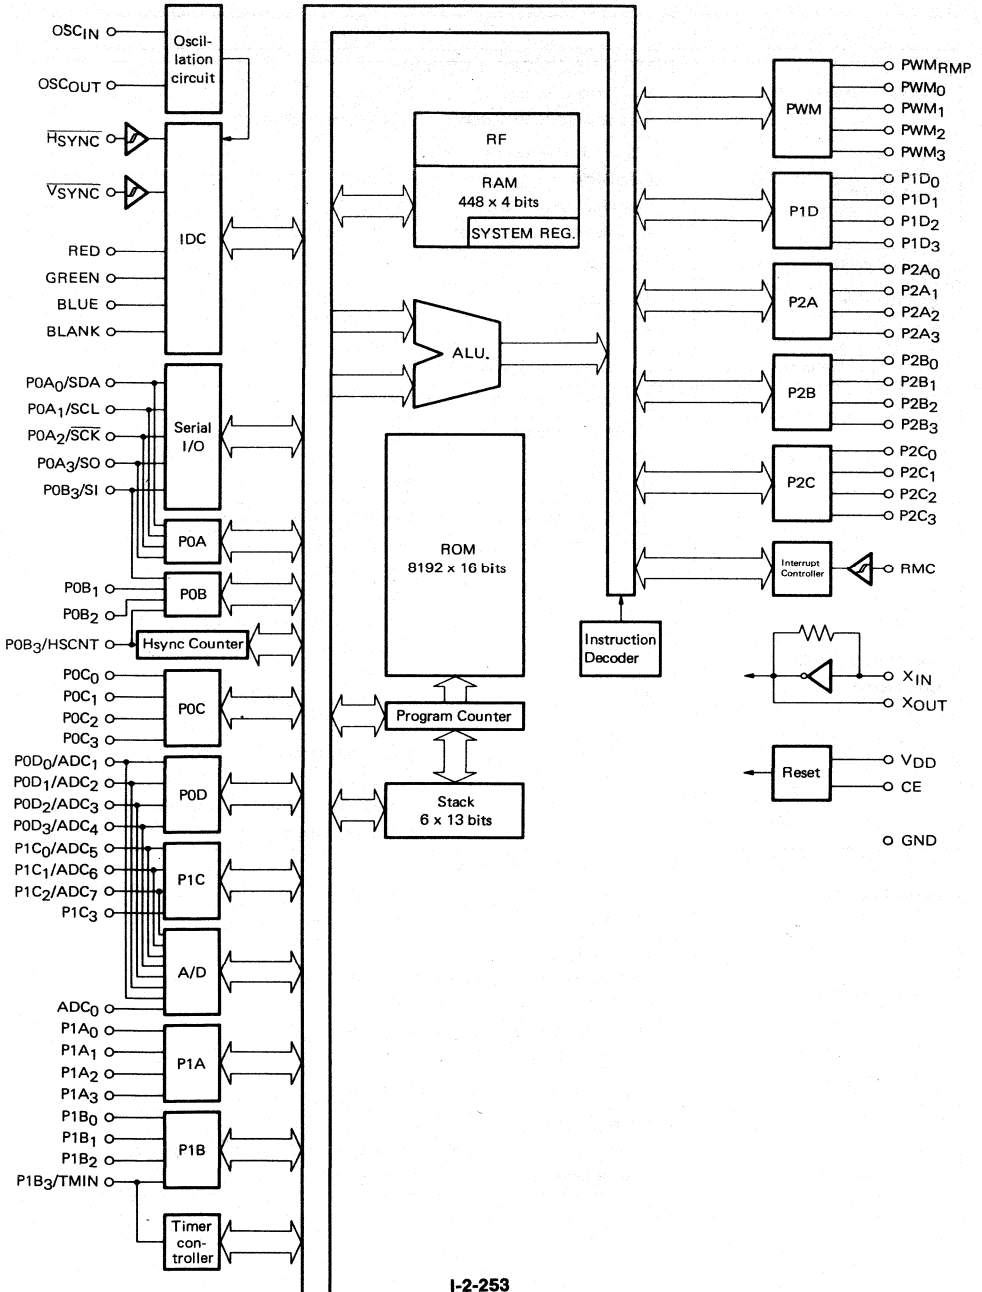 OSCIN
OSCOUT
Oscil-
lation
circuit
HSYNC
VSYNC
RED
GREEN
BLUE
BLANK
IDC
P0A0/SDA
P0A1/SCL
P0A2/SCK
P0A3/SO
P0B3/SI
Serial
I/O
P0A
P0B1
P0B2
P0B
P0B3/HSCNT
Hsync Counter
P0C0
P0C1
P0C2
P0C3
P0C
P0D0/ADC1
P0D1/ADC2
P0D2/ADC3
P0D3/ADC4
P0D
P1C0/ADC5
P1C1/ADC6
P1C2/ADC7
P1C3
P1C
A/D
ADC0
P1A0
P1A1
P1A2
P1A3
P1A
P1B0
P1B1
P1B2
P1B3/TMIN
P1B
Timer
con-
troller
RF
RAM
448 x 4 bits
SYSTEM REG.
ALU.
ROM
8192 x 16 bits
Program Counter
Stack
6 x 13 bits
Instruction
Decoder
PWM
PWMRMP
PWM0
PWM1
PWM2
PWM3
P1D
P1D0
P1D1
P1D2
P1D3
P2A
P2A0
P2A1
P2A2
P2A3
P2B
P2B0
P2B1
P2B2
P2B3
P2C
P2C0
P2C1
P2C2
P2C3
Interrupt
Controller
RMC
XIN
XOUT
Reset
VDD
CE
GND
I-2-253